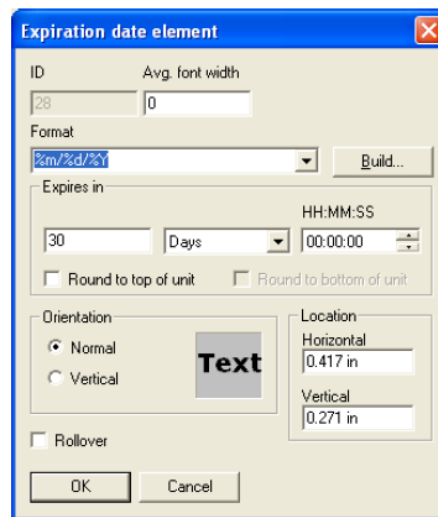 Expiration date element
ID Avg. font width
28 0
Format
%m/%d/%Y Build...
Expires in
HH:MM:SS
30 Days 00:00:00
Round to top of unit Round to bottom of unit
Orientation
Normal
Vertical
Text
Location
Horizontal
0.417 in
Vertical
0.271 in
Rollover
OK Cancel